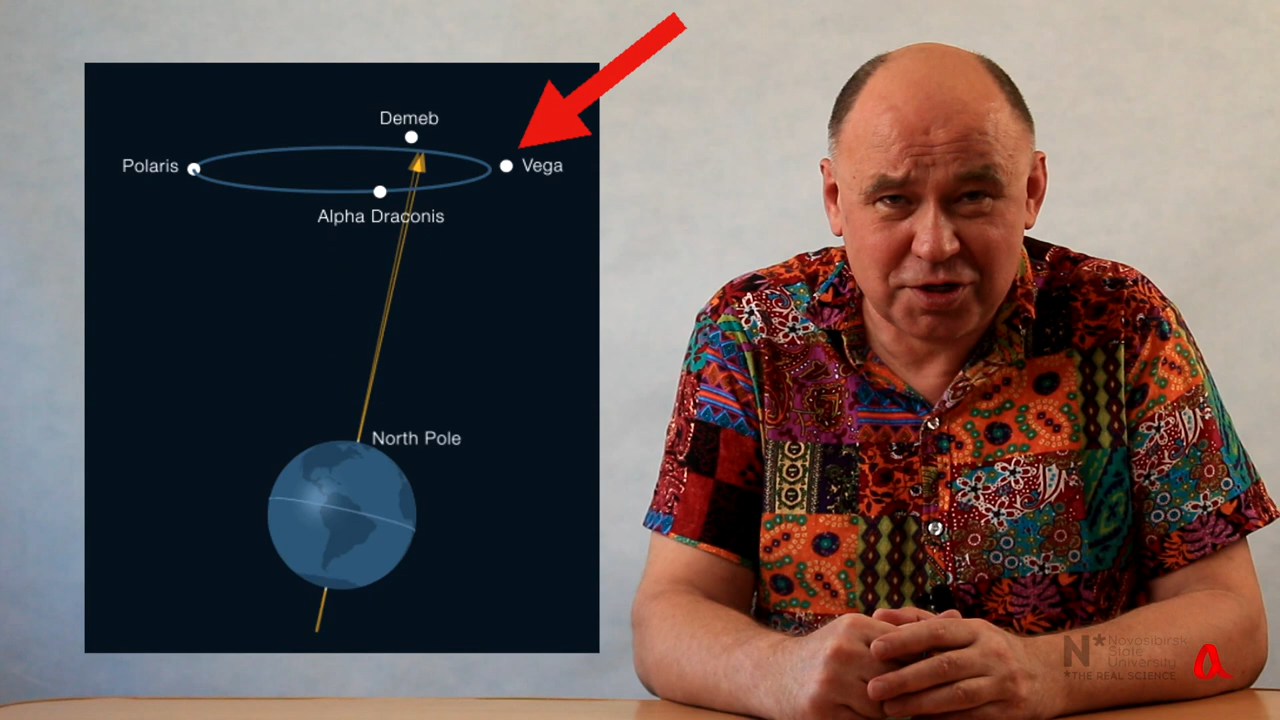 Demeb
Polaris
Vega
Alpha Draconis
North Pole
N*
Novosibirsk
State
University
*THE REAL SCIENCE